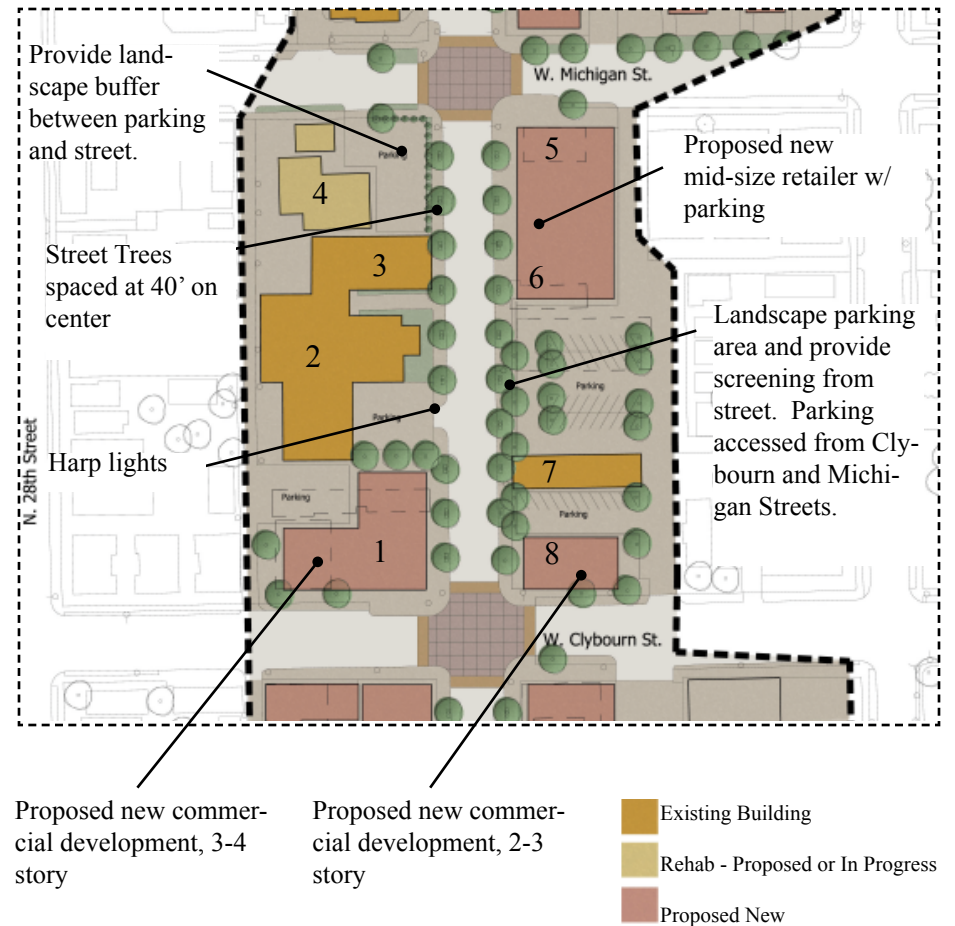 Provide land-
scape buffer
between parking
and street.
W. Michigan St.
Parking
5
Proposed new
mid-size retailer w/
parking
4
Street Trees
spaced at 40’ on
center
3
6
2
Landscape parking
area and provide
screening from
street. Parking
accessed from Cly-
bourn and Michi-
gan Streets.
Parking
Parking
Harp lights
N. 28th Street
7
Parking
Parking
1
8
W. Clybourn St.
Proposed new commer-
cial development, 3-4
story
Proposed new commer-
cial development, 2-3
story
Existing Building
Rehab - Proposed or In Progress
Proposed New